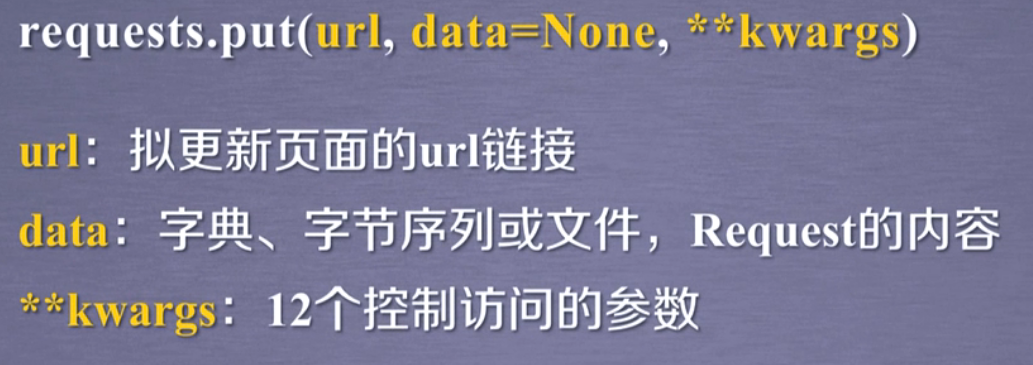 requests.put(url, data=None, **kwargs)
url：拟更新页面的url链接
data：字典、字节序列或文件，Request的内容
**kwargs：12个控制访问的参数